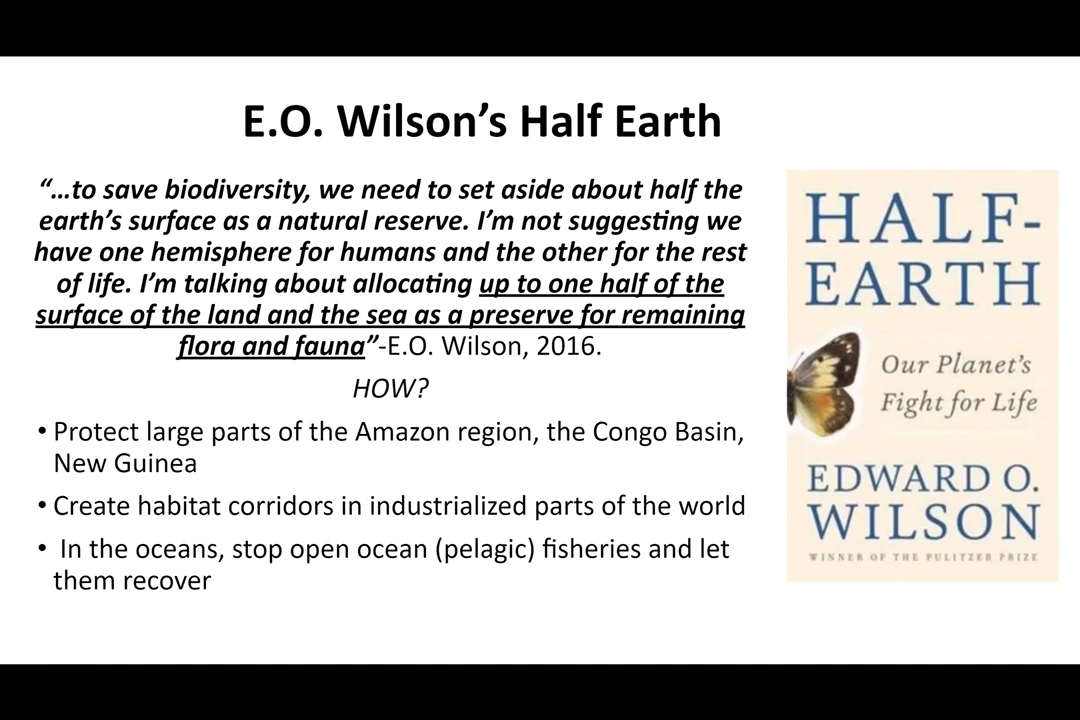 E.O. Wilson’s Half Earth
“…to save biodiversity, we need to set aside about half the
earth’s surface as a natural reserve. I’m not suggesting we
have one hemisphere for humans and the other for the rest
of life. I’m talking about allocating up to one half of the
surface of the land and the sea as a preserve for remaining
flora and fauna”-E.O. Wilson, 2016.
HOW?
• Protect large parts of the Amazon region, the Congo Basin,
New Guinea
• Create habitat corridors in industrialized parts of the world
• In the oceans, stop open ocean (pelagic) fisheries and let
them recover
HALF-
EARTH
Our Planet’s
Fight for Life
EDWARD O.
WILSON
WINNER OF THE PULITZER PRIZE